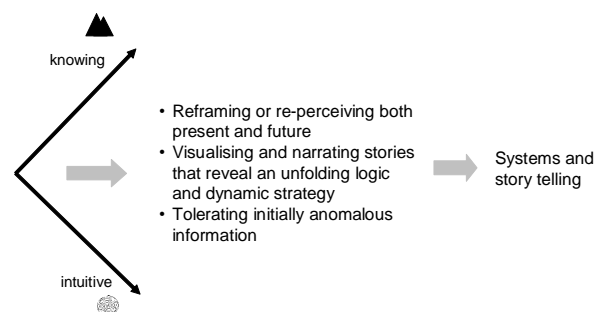 knowing
• Reframing or re-perceiving both
present and future
• Visualising and narrating stories
that reveal an unfolding logic
and dynamic strategy
• Tolerating initially anomalous
information
Systems and
story telling
intuitive